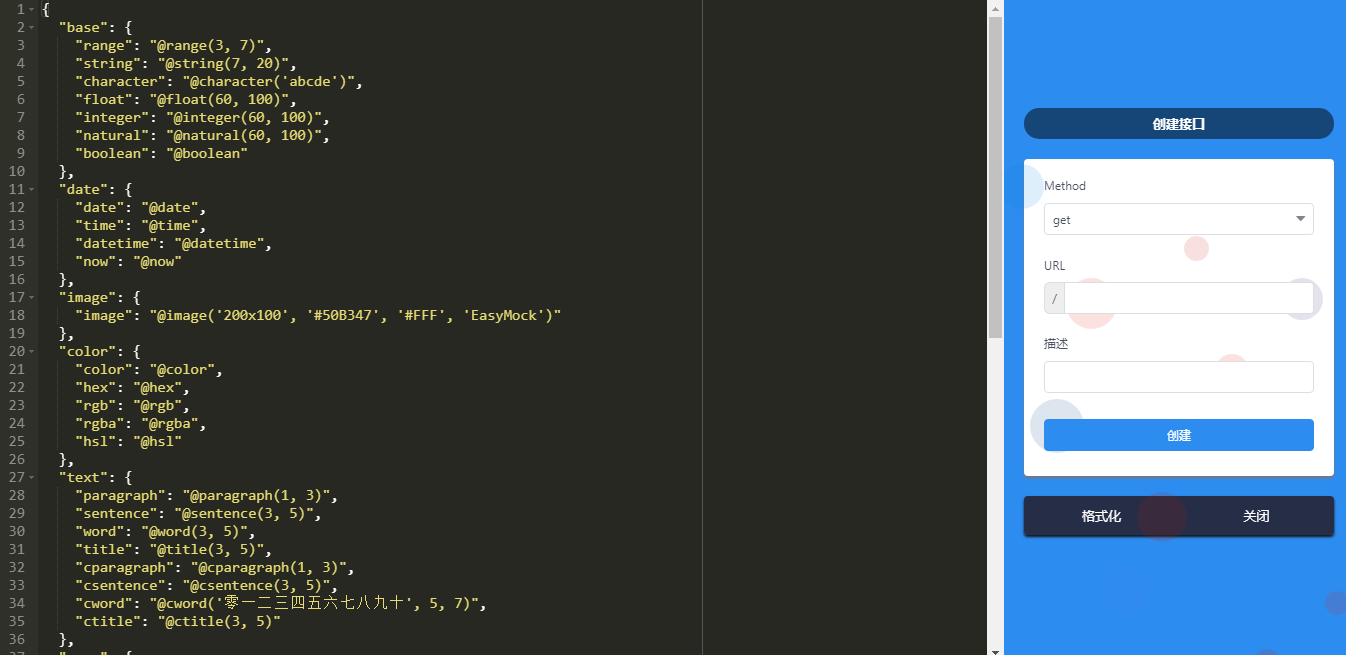 1 {
2 "base": {
3 "range": "@range(3, 7)",
4 "string": "@string(7, 20)",
5 "character": "@character('abcde')",
6 "float": "@float(60, 100)",
7 "integer": "@integer(60, 100)",
8 "natural": "@natural(60, 100)",
9 "boolean": "@boolean"
10 },
11 "date": {
12 "date": "@date",
13 "time": "@time",
14 "datetime": "@datetime",
15 "now": "@now"
16 },
17 "image": {
18 "image": "@image('200x100', '#50B347', '#FFF', 'EasyMock')"
19 },
20 "color": {
21 "color": "@color",
22 "hex": "@hex",
23 "rgb": "@rgb",
24 "rgba": "@rgba",
25 "hsl": "@hsl"
26 },
27 "text": {
28 "paragraph": "@paragraph(1, 3)",
29 "sentence": "@sentence(3, 5)",
30 "word": "@word(3, 5)",
31 "title": "@title(3, 5)",
32 "cparagraph": "@cparagraph(1, 3)",
33 "csentence": "@csentence(3, 5)",
34 "cword": "@cword('零一二三四五六七八九十', 5, 7)",
35 "ctitle": "@ctitle(3, 5)"
36 },
创建接口
Method
get
URL
/
描述
创建
格式化 关闭